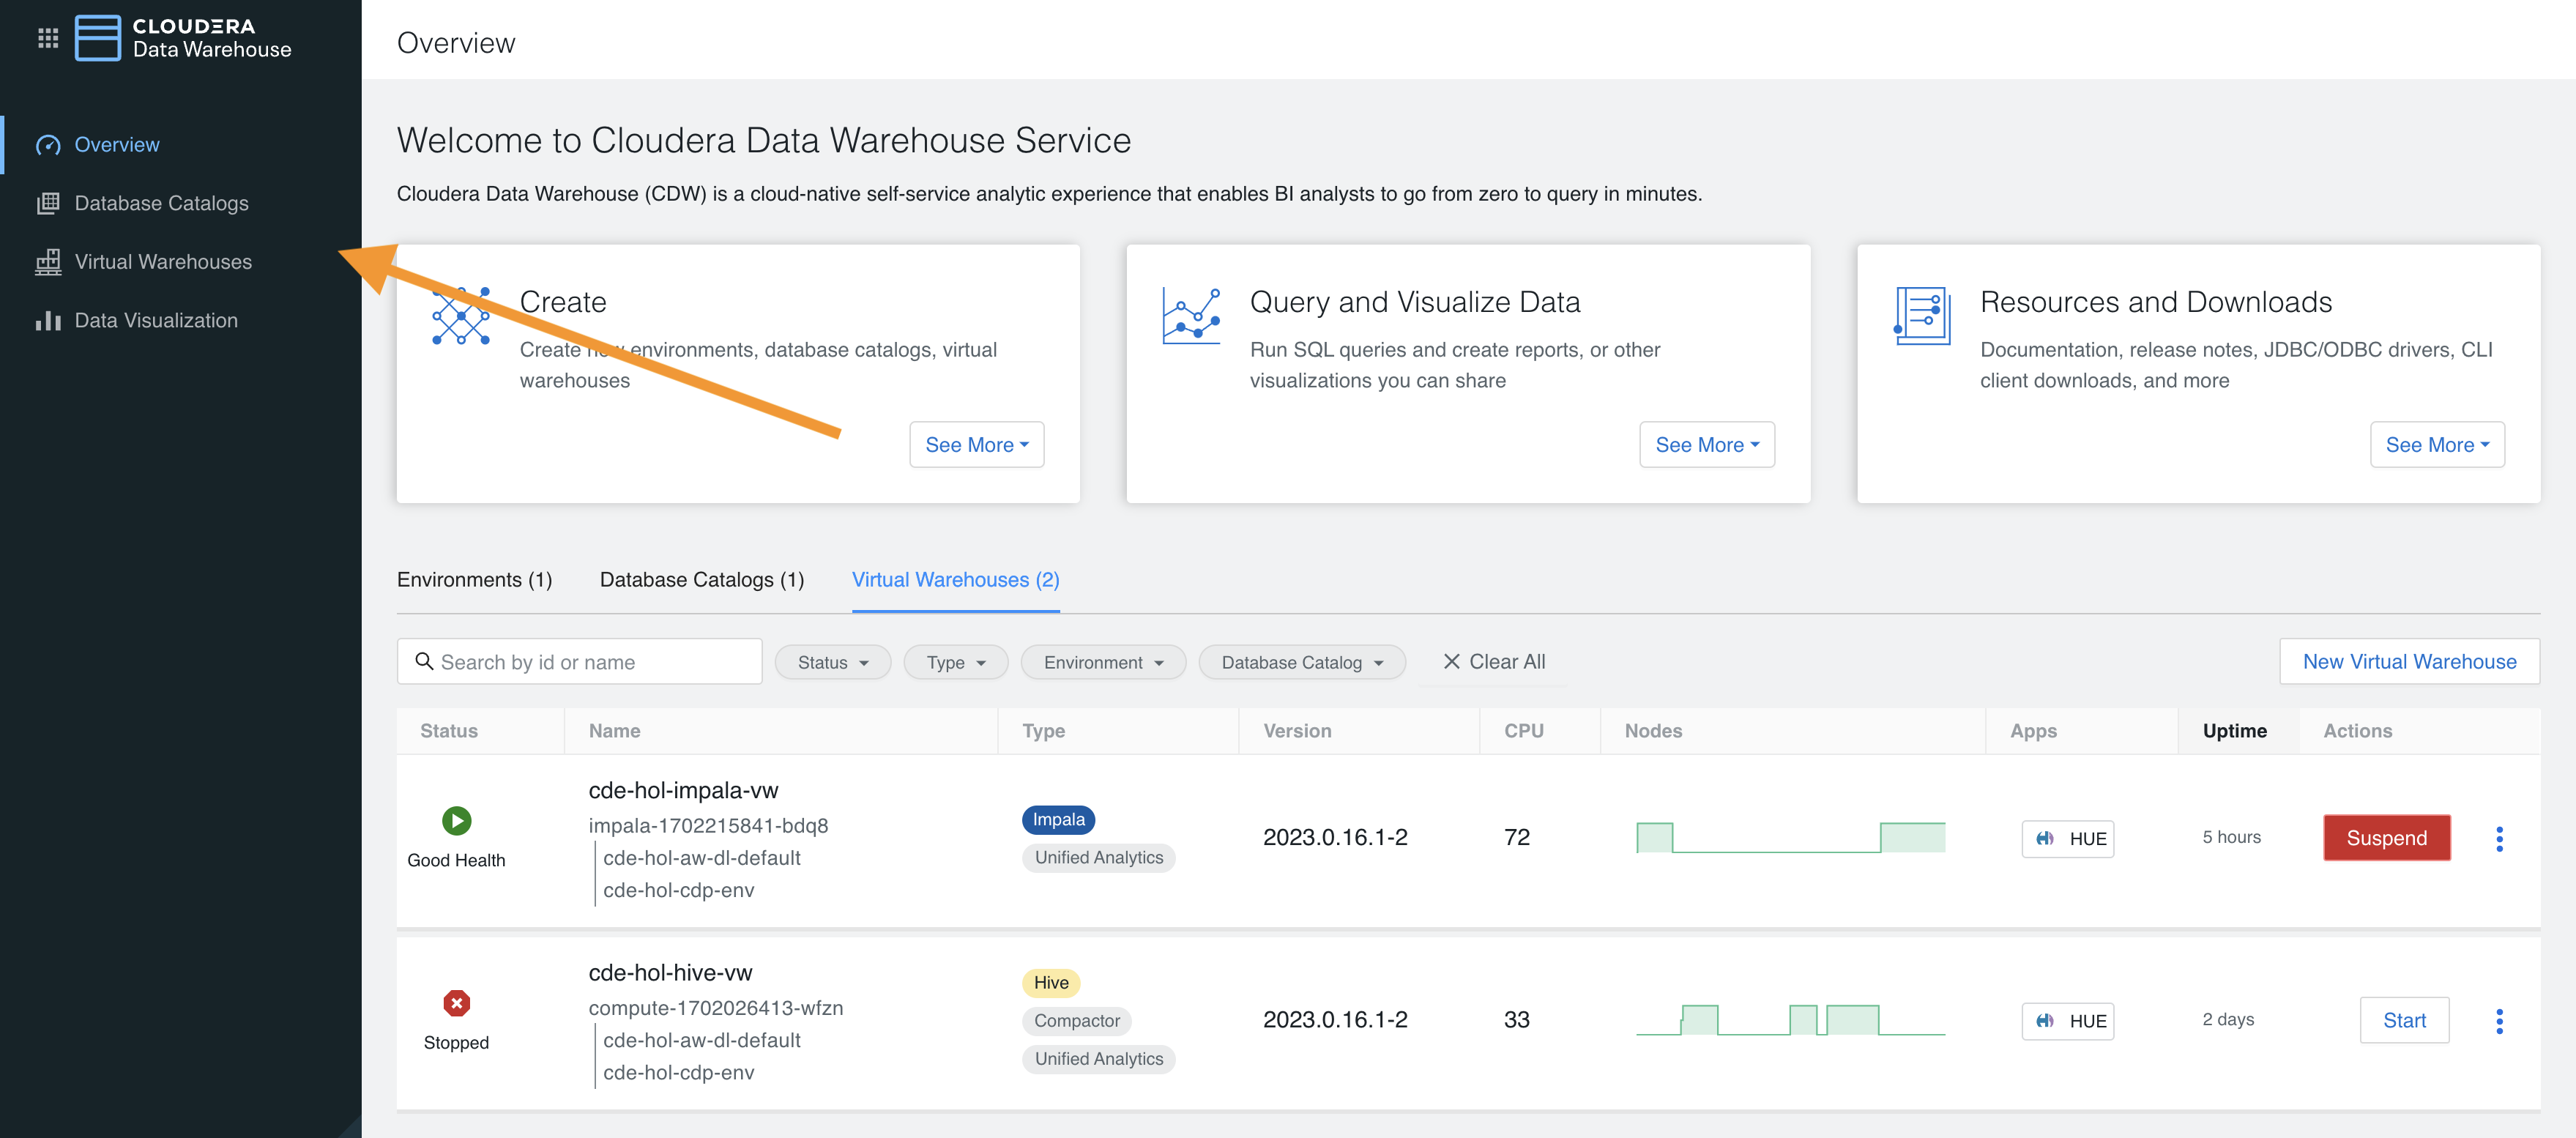 CLOUDERA
Data Warehouse
Overview
Database Catalogs
Virtual Warehouses
Data Visualization
Overview
Welcome to Cloudera Data Warehouse Service
Cloudera Data Warehouse (CDW) is a cloud-native self-service analytic experience that enables BI analysts to go from zero to query in minutes.
Create
Create new environments, database catalogs, virtual
warehouses
See More
Query and Visualize Data
Run SQL queries and create reports, or other
visualizations you can share
See More
Resources and Downloads
Documentation, release notes, JDBC/ODBC drivers, CLI
client downloads, and more
See More
Environments (1) Database Catalogs (1) Virtual Warehouses (2)
Search by id or name Status Type Environment Database Catalog Clear All New Virtual Warehouse
Status Name Type Version CPU Nodes Apps Uptime Actions
Good Health
cde-hol-impala-vw
impala-1702215841-bdq8
cde-hol-aw-dl-default
cde-hol-cdp-env
Impala
Unified Analytics
2023.0.16.1-2
72
HUE
5 hours
Suspend
Stopped
cde-hol-hive-vw
compute-1702026413-wfzn
cde-hol-aw-dl-default
cde-hol-cdp-env
Hive
Compactor
Unified Analytics
2023.0.16.1-2
33
HUE
2 days
Start